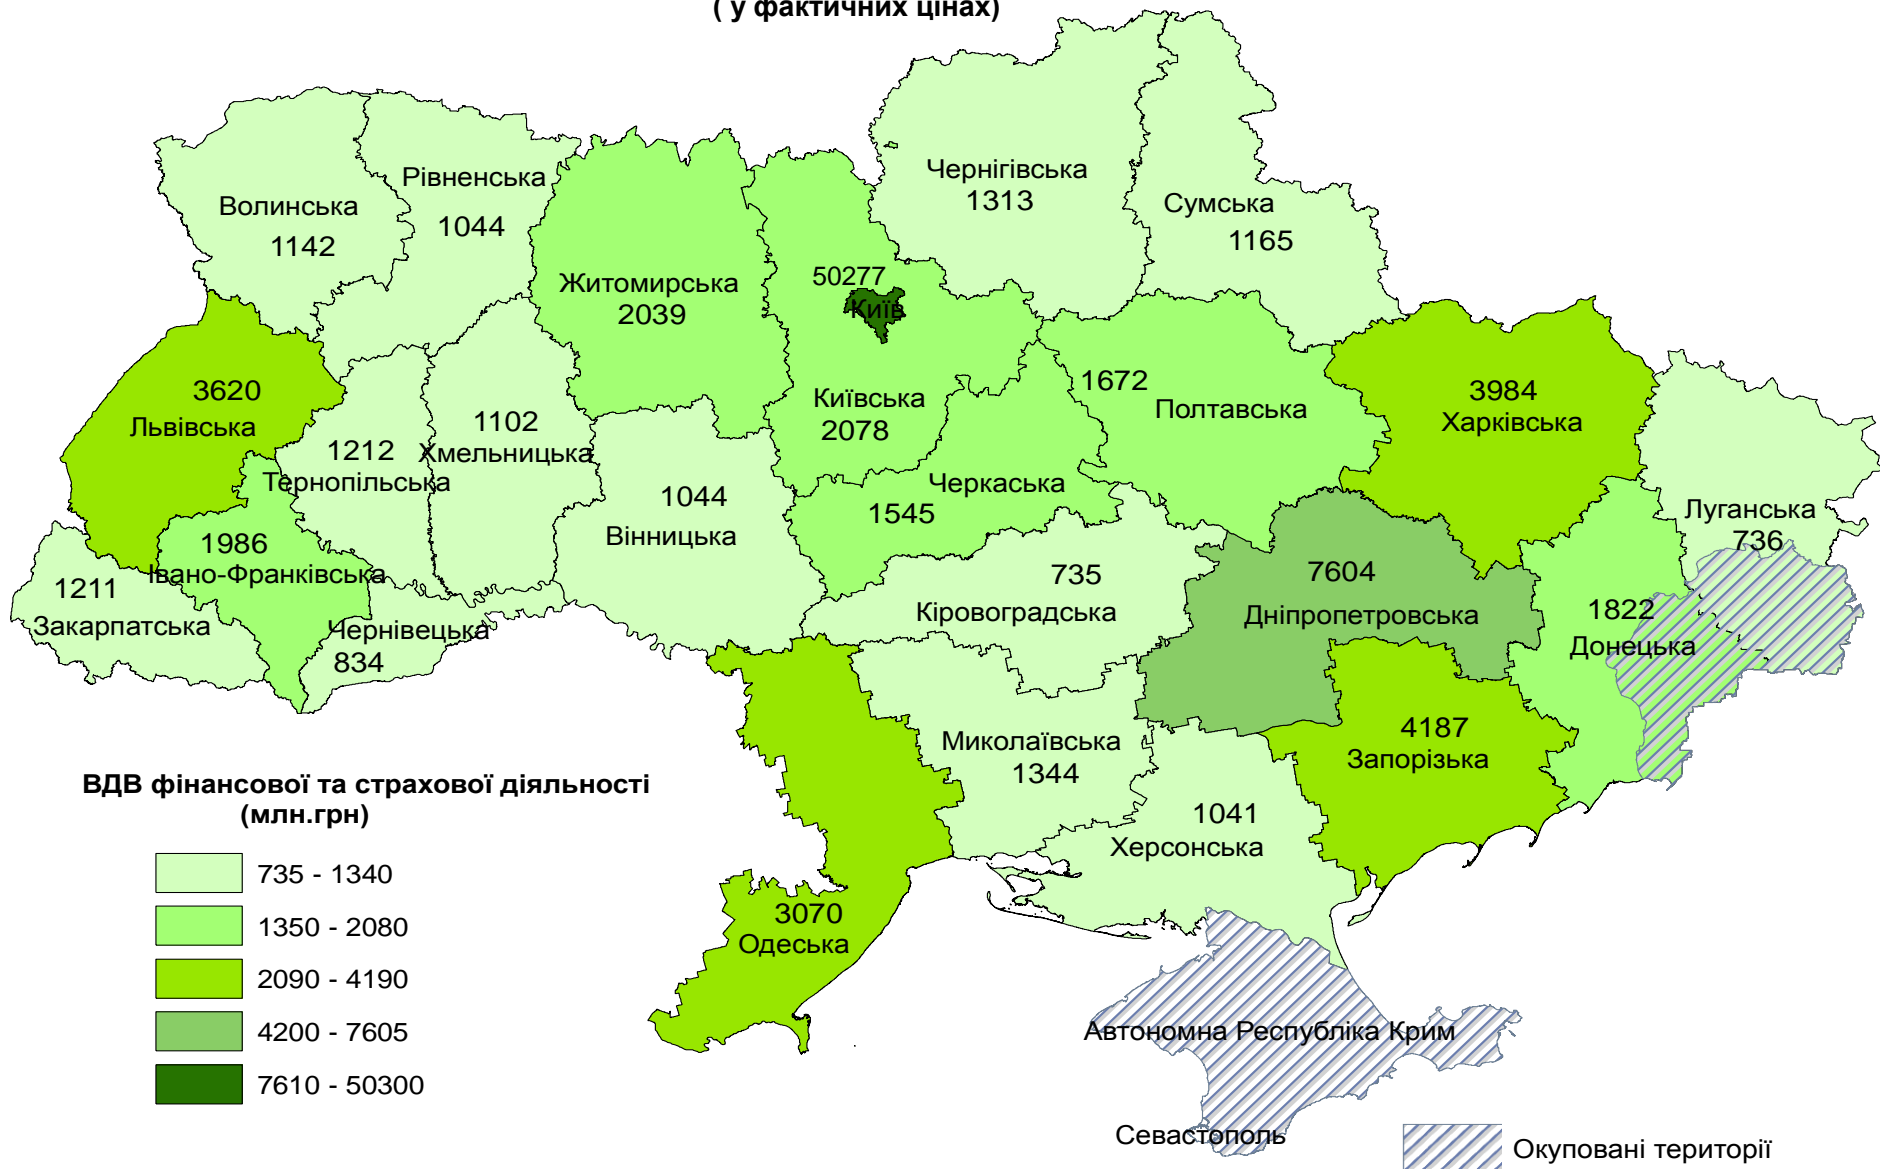 ( у фактичних цінах)
Чернігівська
1313
Рівненська
1044
Волинська
1142
Сумська
1165
Житомирська
2039
50277
Київ
3620
Львівська
1212
Тернопільська
1102
Хмельницька
Київська
2078
1672
Полтавська
3984
Харківська
1044
Вінницька
Черкаська
1545
Луганська
736
1986
Івано-Франківська
1211
Закарпатська
Чернівецька
834
735
Кіровоградська
7604
Дніпропетровська
1822
Донецька
Миколаївська
1344
4187
Запорізька
1041
Херсонська
3070
Одеська
Автономна Республіка Крим
Севастополь
ВДВ фінансової та страхової діяльності
(млн.грн)
735 - 1340
1350 - 2080
2090 - 4190
4200 - 7605
7610 - 50300
Окуповані території